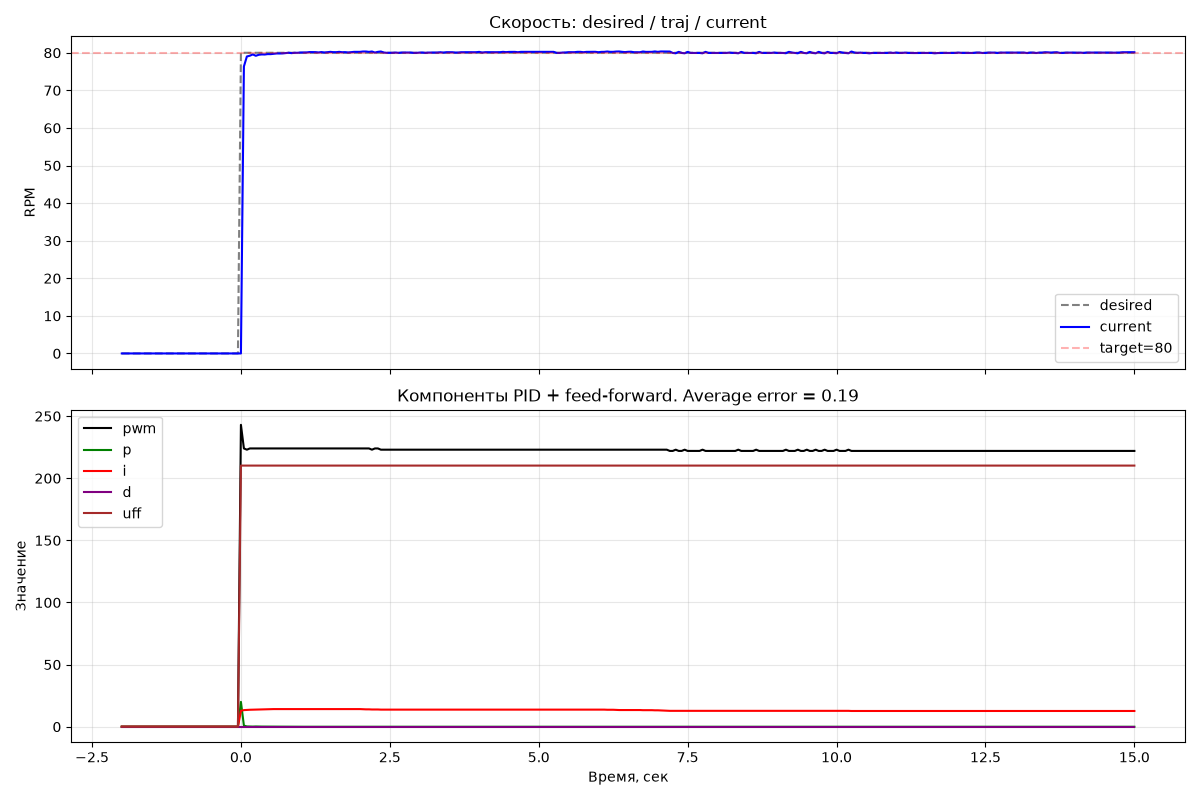 Скорость: desired / traj / current
80
70
60
50
40
30
20
10
0
RPM
desired
current
target=80
Компоненты PID + feed-forward. Average error = 0.19
250
200
150
100
50
0
Значение
pwm
p
i
d
uff
−2.5
0.0
2.5
5.0
7.5
10.0
12.5
15.0
Время, сек